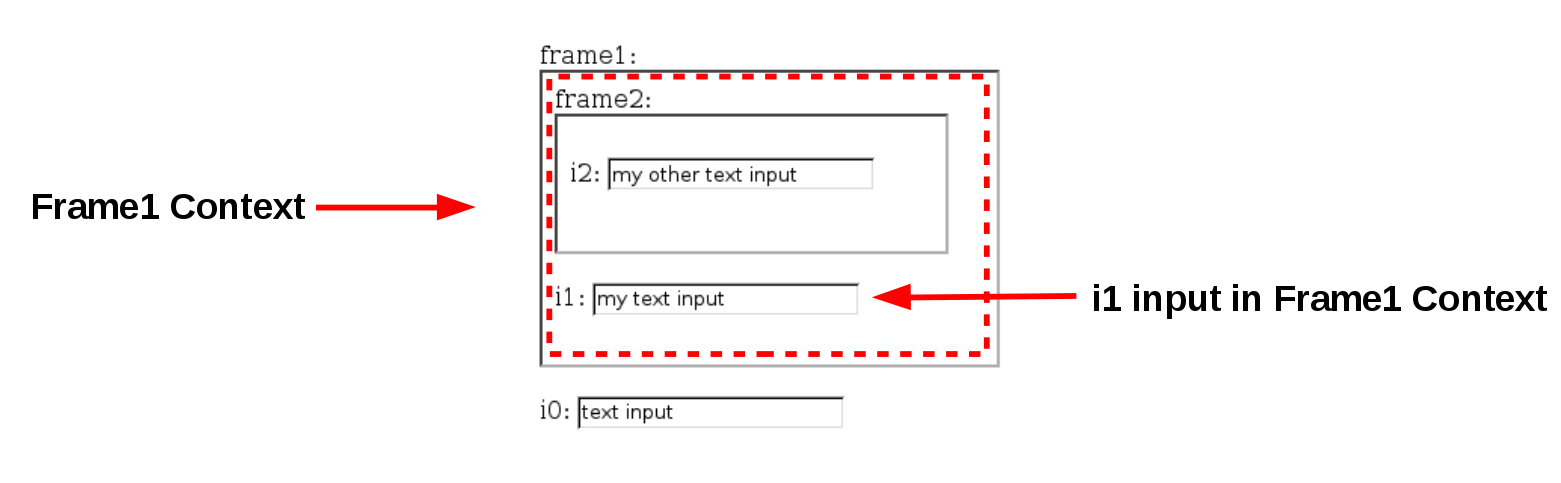 frame1:
frame2:
i2: my other text input
Frame1 Context
i1: my text input
i1 input in Frame1 Context
i0: text input